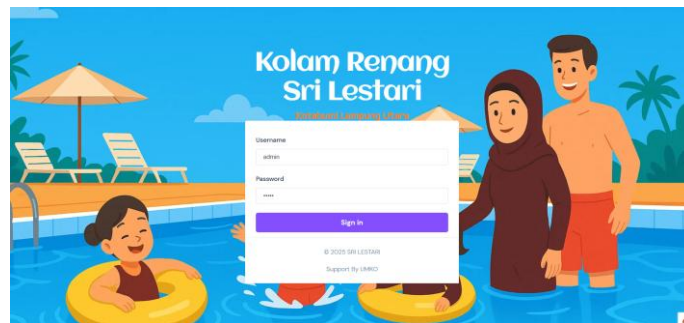 Kolam Renang
Sri Lestari
Kotabumi Lampung Utara
Username
admin
Password
•••••
Sign in
© 2025 SRI LESTARI
Support By UMKO